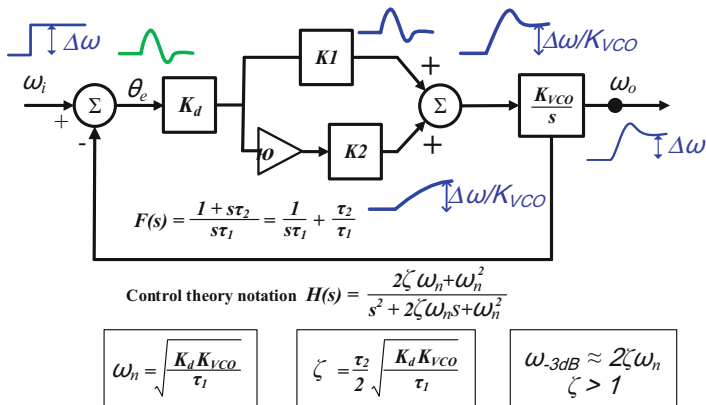 Δω
Δω/K_VCO
ω_i
+
-
Σ
θ_e
K_d
K1
K2
+
+
Σ
K_VCO/s
ω_o
Δω
Δω/K_VCO
F(s) = (1 + sτ_2)/(sτ_1) = 1/(sτ_1) + τ_2/τ_1
Control theory notation H(s) = (2ζω_n+ω_n^2)/(s^2 + 2ζω_n s+ω_n^2)
ω_n = √(K_d K_VCO/τ_1)
ζ = τ_2/2 √(K_d K_VCO/τ_1)
ω_-3dB ≈ 2ζω_n
ζ > 1